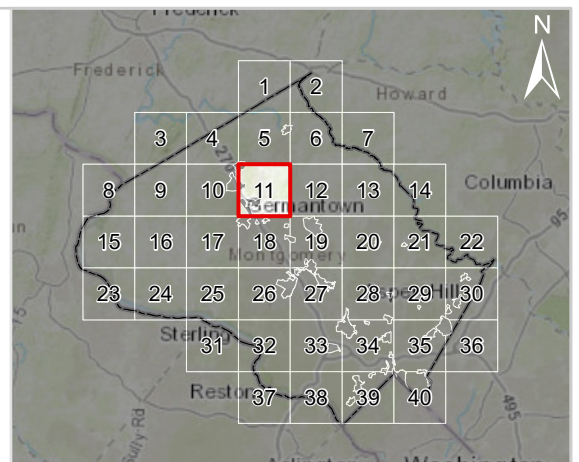 Frederick
N
Frederick
Howard
1 2
3 4 5 6 7
270
8 9 10 11 12 13 14
Columbia
Germantown
95
15 16 17 18 19 20 21 22
Montgomery
23 24 25 26 27 28 29 30
Sterling
31 32 33 34 35 36
Reston
37 38 39 40
495